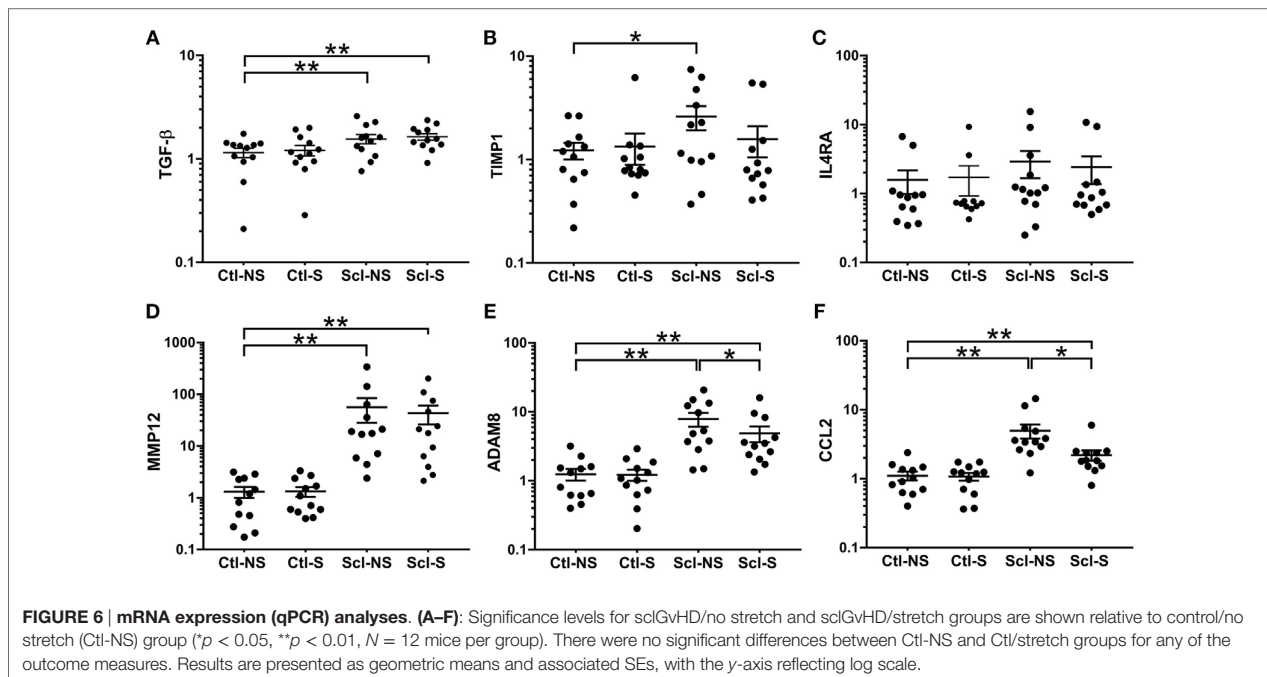 A
TGF-β
10
1
0.1
**
**
Ctl-NS Ctl-S Scl-NS Scl-S
B
TIMP1
10
1
0.1
*
Ctl-NS Ctl-S Scl-NS Scl-S
C
IL4RA
100
10
1
0.1
Ctl-NS Ctl-S Scl-NS Scl-S
D
MMP12
1000
100
10
1
0.1
**
**
Ctl-NS Ctl-S Scl-NS Scl-S
E
ADAM8
100
10
1
0.1
**
** *
Ctl-NS Ctl-S Scl-NS Scl-S
F
CCL2
100
10
1
0.1
**
** *
Ctl-NS Ctl-S Scl-NS Scl-S
FIGURE 6 | mRNA expression (qPCR) analyses. (A–F): Significance levels for sclGvHD/no stretch and sclGvHD/stretch groups are shown relative to control/no
stretch (Ctl-NS) group (*p < 0.05, **p < 0.01, N = 12 mice per group). There were no significant differences between Ctl-NS and Ctl/stretch groups for any of the
outcome measures. Results are presented as geometric means and associated SEs, with the y-axis reflecting log scale.